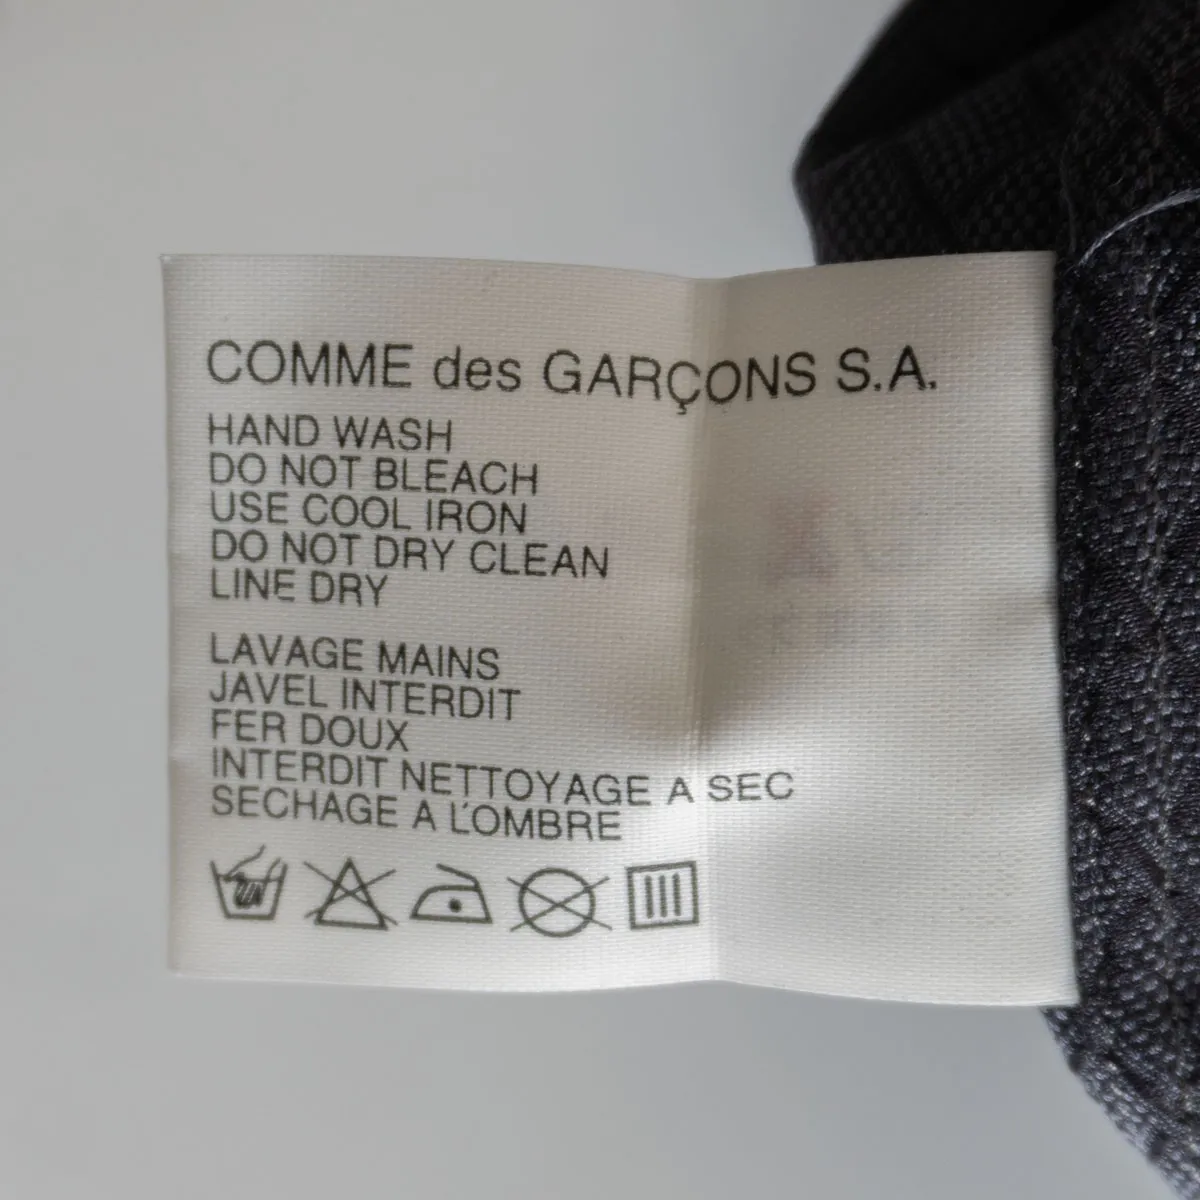 COMME des GARÇONS S.A.
HAND WASH
DO NOT BLEACH
USE COOL IRON
DO NOT DRY CLEAN
LINE DRY
LAVAGE MAINS
JAVEL INTERDIT
FER DOUX
INTERDIT NETTOYAGE A SEC
SECHAGE A L'OMBRE